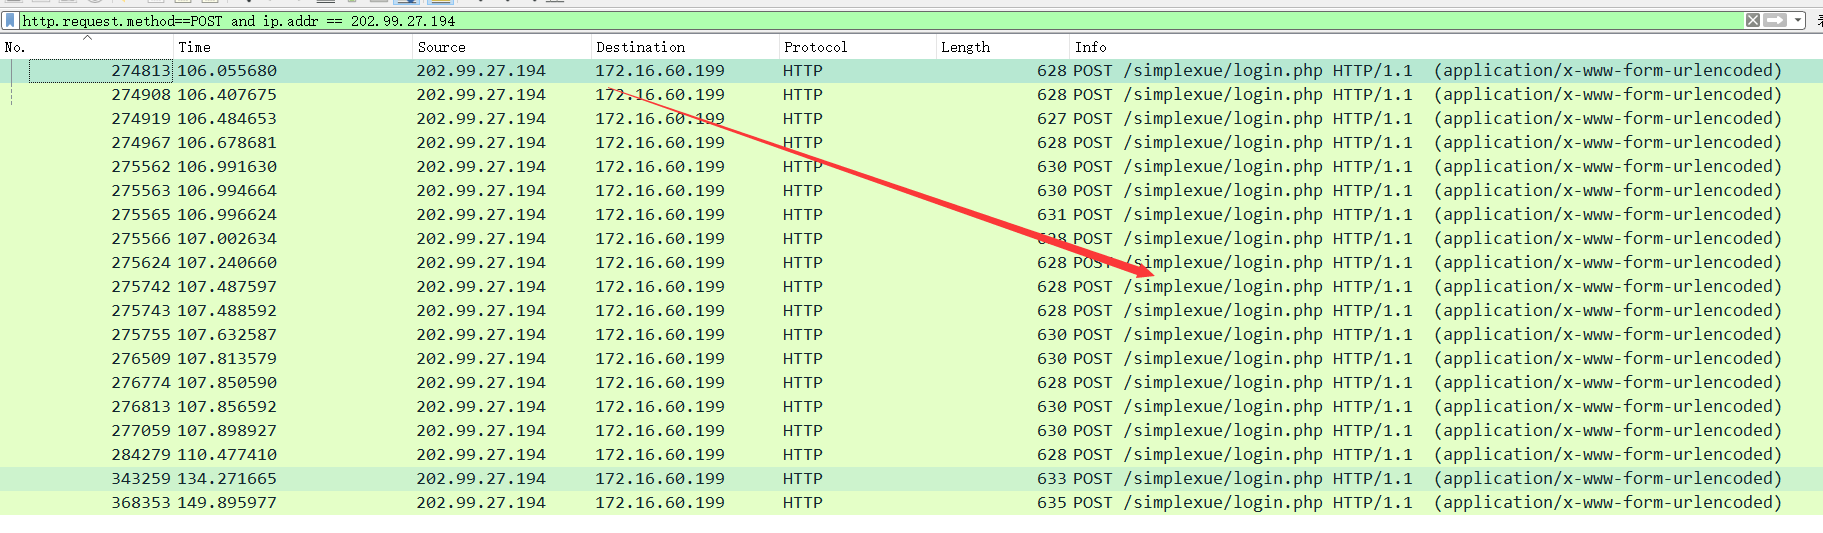 http.request.method==POST and ip.addr == 202.99.27.194
No. Time Source Destination Protocol Length Info
274813 106.055680 202.99.27.194 172.16.60.199 HTTP 628 POST /simplexue/login.php HTTP/1.1 (application/x-www-form-urlencoded)
274908 106.407675 202.99.27.194 172.16.60.199 HTTP 628 POST /simplexue/login.php HTTP/1.1 (application/x-www-form-urlencoded)
274919 106.484653 202.99.27.194 172.16.60.199 HTTP 627 POST /simplexue/login.php HTTP/1.1 (application/x-www-form-urlencoded)
274967 106.678681 202.99.27.194 172.16.60.199 HTTP 628 POST /simplexue/login.php HTTP/1.1 (application/x-www-form-urlencoded)
275562 106.991630 202.99.27.194 172.16.60.199 HTTP 630 POST /simplexue/login.php HTTP/1.1 (application/x-www-form-urlencoded)
275563 106.994664 202.99.27.194 172.16.60.199 HTTP 630 POST /simplexue/login.php HTTP/1.1 (application/x-www-form-urlencoded)
275565 106.996624 202.99.27.194 172.16.60.199 HTTP 631 POST /simplexue/login.php HTTP/1.1 (application/x-www-form-urlencoded)
275566 107.002634 202.99.27.194 172.16.60.199 HTTP 628 POST /simplexue/login.php HTTP/1.1 (application/x-www-form-urlencoded)
275624 107.240660 202.99.27.194 172.16.60.199 HTTP 628 POST /simplexue/login.php HTTP/1.1 (application/x-www-form-urlencoded)
275742 107.487597 202.99.27.194 172.16.60.199 HTTP 628 POST /simplexue/login.php HTTP/1.1 (application/x-www-form-urlencoded)
275743 107.488592 202.99.27.194 172.16.60.199 HTTP 628 POST /simplexue/login.php HTTP/1.1 (application/x-www-form-urlencoded)
275755 107.632587 202.99.27.194 172.16.60.199 HTTP 630 POST /simplexue/login.php HTTP/1.1 (application/x-www-form-urlencoded)
276509 107.813579 202.99.27.194 172.16.60.199 HTTP 630 POST /simplexue/login.php HTTP/1.1 (application/x-www-form-urlencoded)
276774 107.850590 202.99.27.194 172.16.60.199 HTTP 628 POST /simplexue/login.php HTTP/1.1 (application/x-www-form-urlencoded)
276813 107.856592 202.99.27.194 172.16.60.199 HTTP 630 POST /simplexue/login.php HTTP/1.1 (application/x-www-form-urlencoded)
277059 107.898927 202.99.27.194 172.16.60.199 HTTP 630 POST /simplexue/login.php HTTP/1.1 (application/x-www-form-urlencoded)
284279 110.477410 202.99.27.194 172.16.60.199 HTTP 628 POST /simplexue/login.php HTTP/1.1 (application/x-www-form-urlencoded)
343259 134.271665 202.99.27.194 172.16.60.199 HTTP 633 POST /simplexue/login.php HTTP/1.1 (application/x-www-form-urlencoded)
368353 149.895977 202.99.27.194 172.16.60.199 HTTP 635 POST /simplexue/login.php HTTP/1.1 (application/x-www-form-urlencoded)